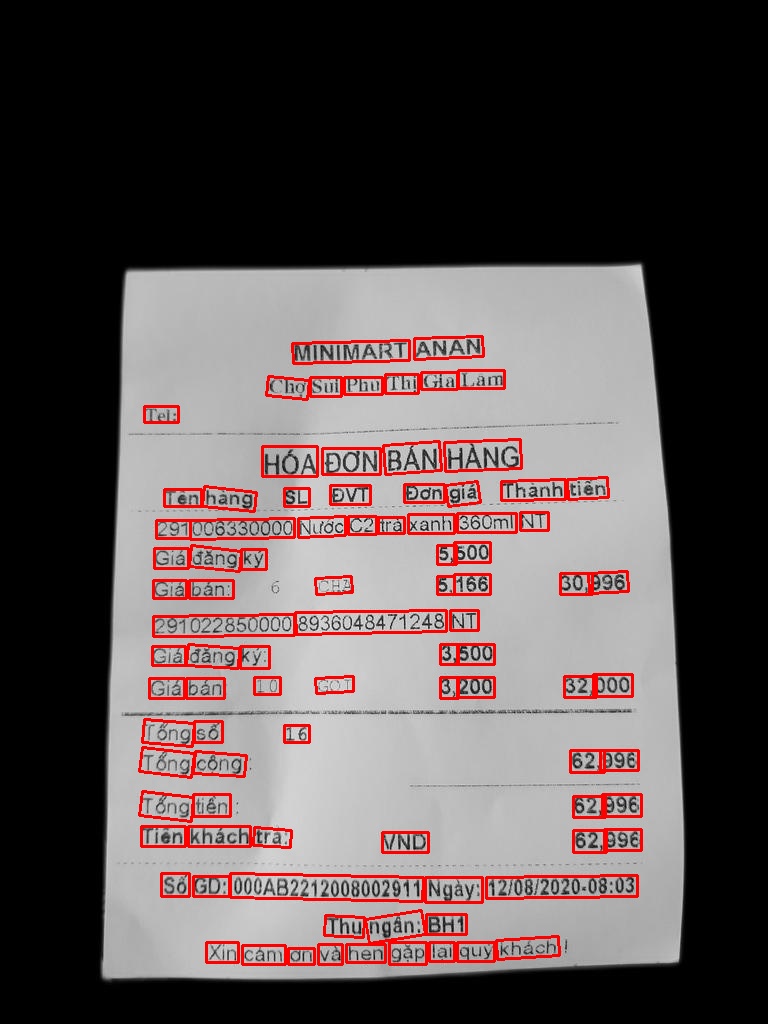 MINIMART ANAN
Chợ Sủi Phú Thị Gia Lâm
Tel:
HÓA ĐƠN BÁN HÀNG
Tên hàng SL ĐVT Đơn giá Thành tiền
291006330000 Nước C2 trà xanh 360ml NT
Giá đăng ký 5,500
Giá bán: 6 CHA 5,166 30,996
291022850000 8936048471248 NT
Giá đăng ký: 3,500
Giá bán 10 GOI 3,200 32,000
Tổng số 16
Tổng cộng : 62,996
Tổng tiền : 62,996
Tiền khách trả: VND 62,996
Số GD: 000AB2212008002911 Ngày: 12/08/2020-08:03
Thu ngân: BH1
Xin cảm ơn và hẹn gặp lại quý khách !